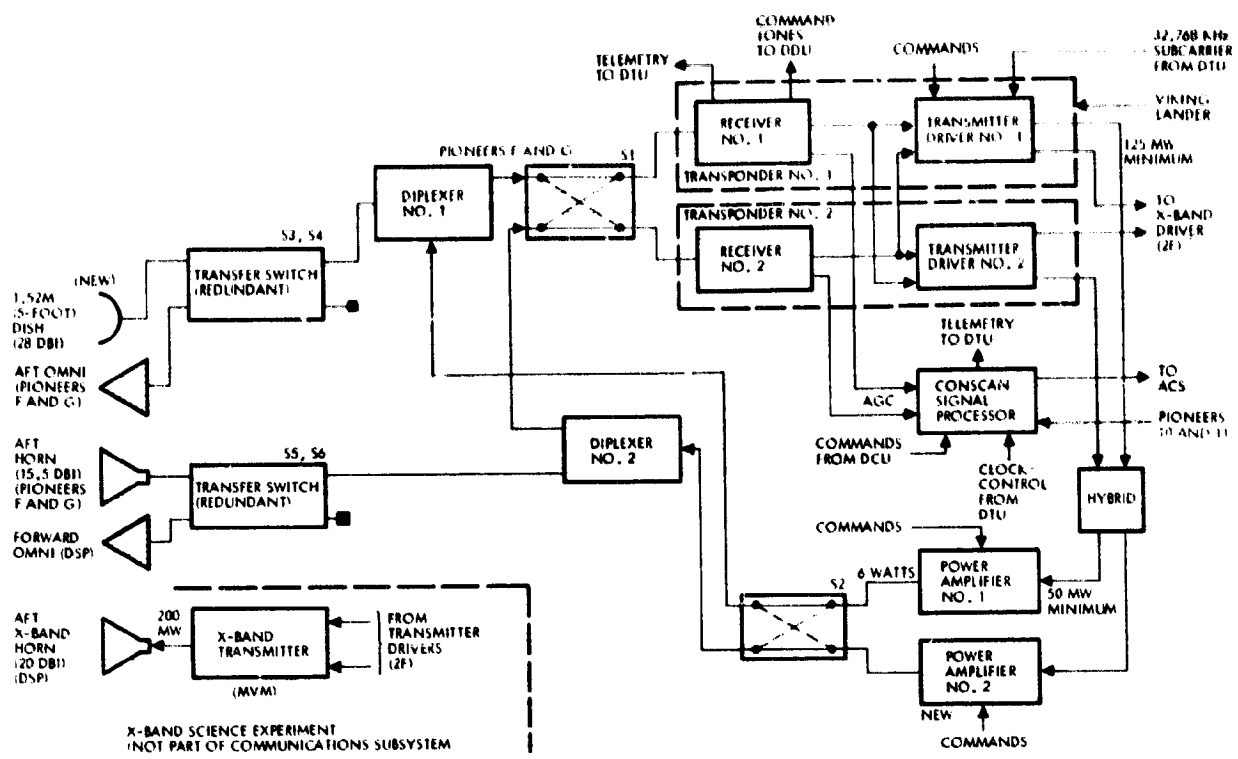 COMMAND
TONES
TO DDU
TELEMETRY
TO DTU
COMMANDS
32,768 KHz
SUBCARRIER
FROM DTU
VIKING
LANDER
RECEIVER
NO. 1
TRANSMITTER
DRIVER NO. 1
TRANSPONDER NO. 1
125 MW
MINIMUM
PIONEERS F AND G
S1
DIPLEXER
NO. 1
TRANSPONDER NO. 2
RECEIVER
NO. 2
TRANSMITTER
DRIVER NO. 2
TO
X-BAND
DRIVER
(2F)
S3, S4
TRANSFER SWITCH
(REDUNDANT)
(NEW)
1,52M
(5-FOOT)
DISH
(28 DBI)
AFT OMNI
(PIONEERS
F AND G)
TELEMETRY
TO DTU
CONSCAN
SIGNAL
PROCESSOR
AGC
TO
ACS
PIONEERS
10 AND 11
COMMANDS
FROM DCU
CLOCK-
CONTROL
FROM
DTU
DIPLEXER
NO. 2
AFT
HORN
(15,5 DBI)
(PIONEERS
F AND G)
S5, S6
TRANSFER SWITCH
(REDUNDANT)
FORWARD
OMNI (DSP)
HYBRID
COMMANDS
6 WATTS
POWER
AMPLIFIER
NO. 1
50 MW
MINIMUM
S2
POWER
AMPLIFIER
NO. 2
NEW
COMMANDS
AFT
X-BAND
HORN
(20 DBI)
(DSP)
200
MW
X-BAND
TRANSMITTER
(MVM)
FROM
TRANSMITTER
DRIVERS
(2F)
X-BAND SCIENCE EXPERIMENT
(NOT PART OF COMMUNICATIONS SUBSYSTEM